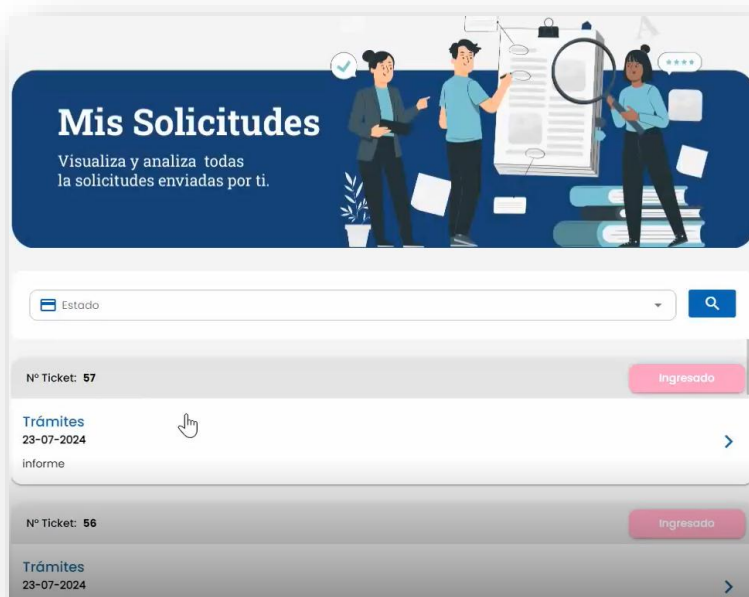 Mis Solicitudes
Visualiza y analiza todas
la solicitudes enviadas por ti.
Estado
Nº Ticket: 57
Ingresado
Trámites
23-07-2024
informe
Nº Ticket: 56
Ingresado
Trámites
23-07-2024